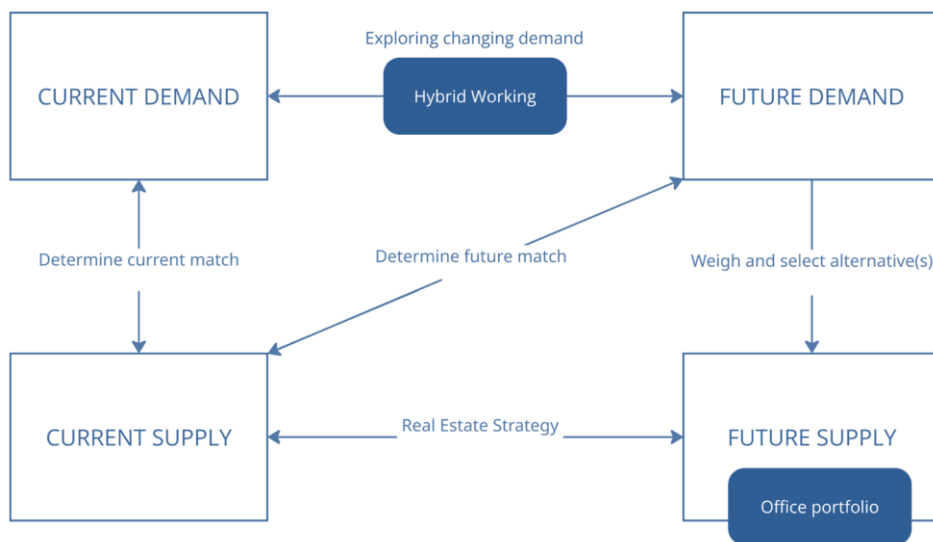 Exploring changing demand
CURRENT DEMAND
Hybrid Working
FUTURE DEMAND
Determine current match
Determine future match
Weigh and select alternative(s)
CURRENT SUPPLY
Real Estate Strategy
FUTURE SUPPLY
Office portfolio